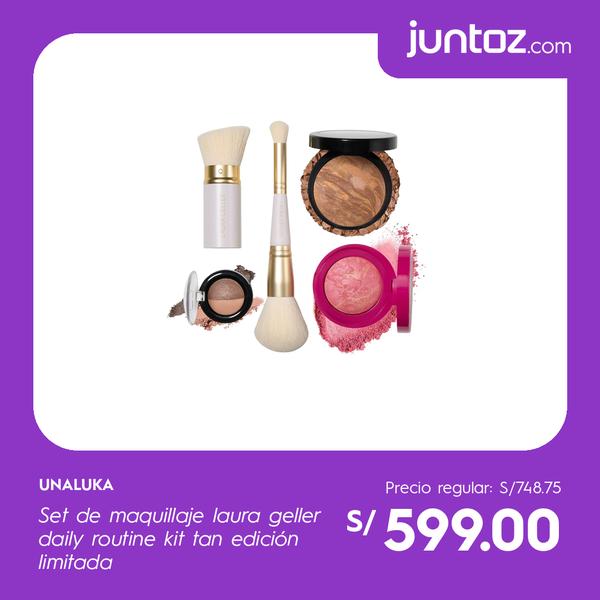 juntoz.com
UNALUKA
Set de maquillaje laura geller
daily routine kit tan edición
limitada
Precio regular: S/748.75
S/ 599.00